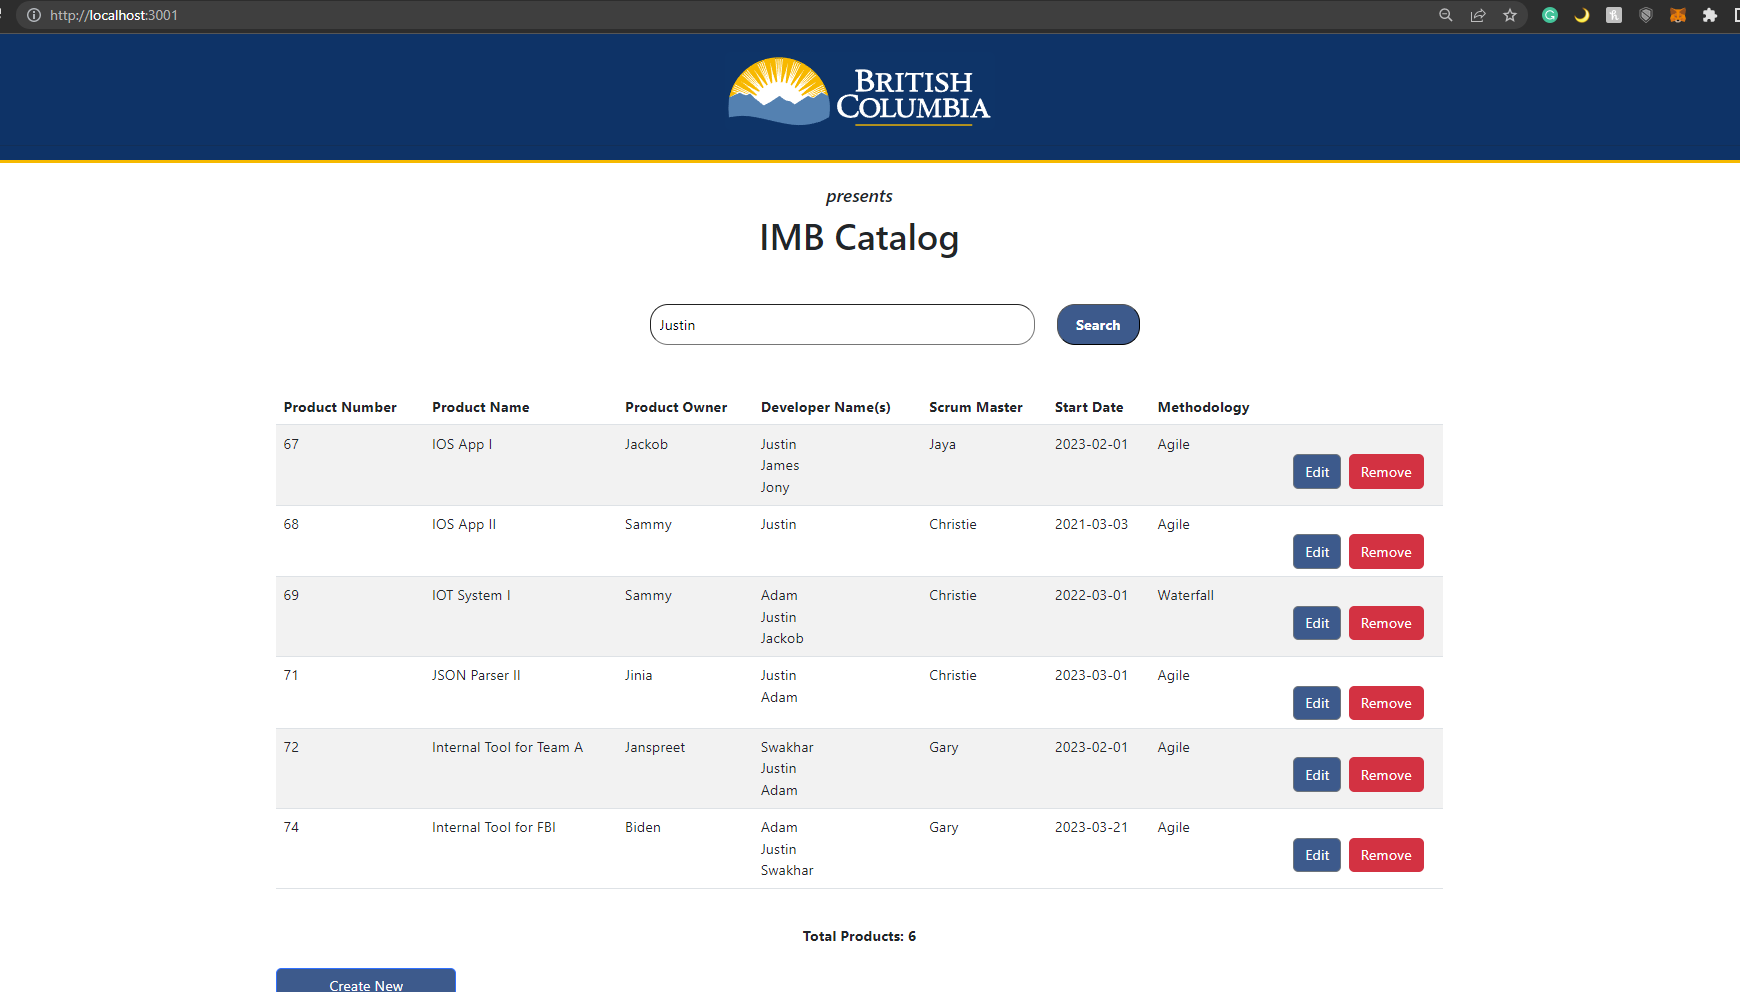 http://localhost:3001
BRITISH
COLUMBIA
presents
IMB Catalog
Justin
Search
Product Number Product Name Product Owner Developer Name(s) Scrum Master Start Date Methodology
67 IOS App I Jackob Justin Jaya 2023-02-01 Agile
James
Edit Remove
Jony
68 IOS App II Sammy Justin Christie 2021-03-03 Agile
Edit Remove
69 IOT System I Sammy Adam Christie 2022-03-01 Waterfall
Justin
Edit Remove
Jackob
71 JSON Parser II Jinia Justin Christie 2023-03-01 Agile
Adam
Edit Remove
72 Internal Tool for Team A Janspreet Swakhar Gary 2023-02-01 Agile
Justin
Edit Remove
Adam
74 Internal Tool for FBI Biden Adam Gary 2023-03-21 Agile
Justin
Edit Remove
Swakhar
Total Products: 6
Create New